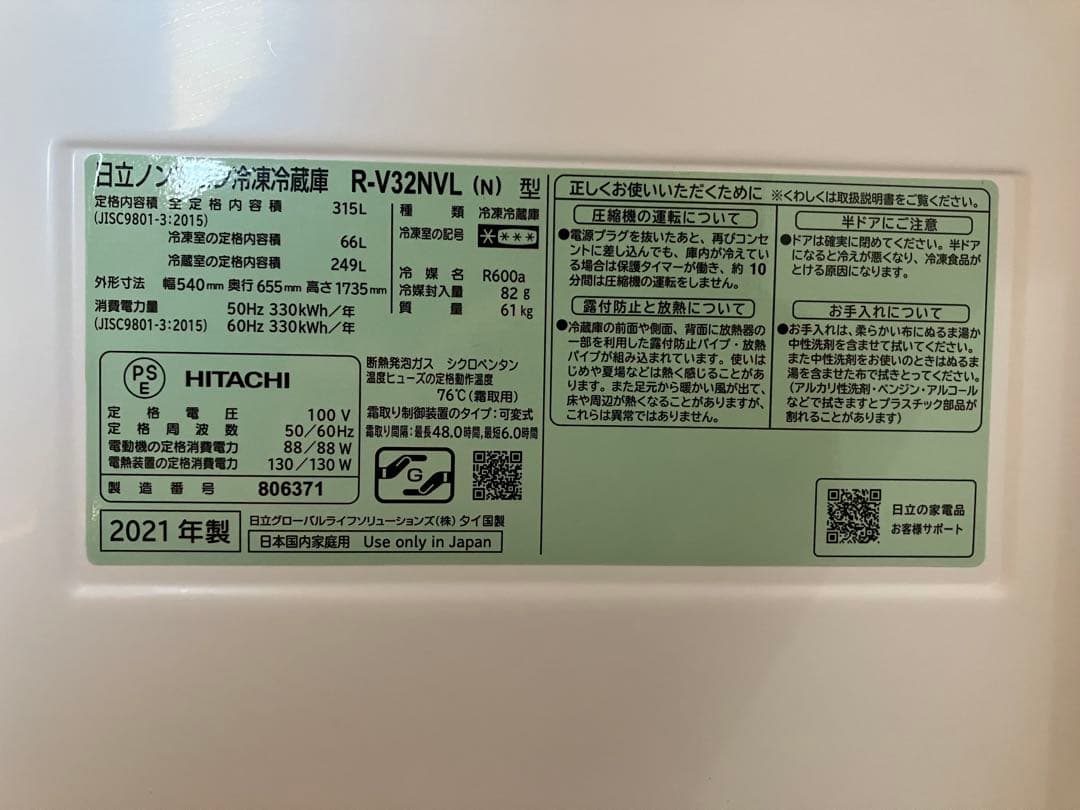 日立ノン 冷凍冷蔵庫 R-V32NVL (N) 型
定格内容積 全定格内容積 315L
(JISC9801-3:2015)
冷凍室の定格内容積 66L
冷蔵室の定格内容積 249L
外形寸法 幅540mm 奥行655mm 高さ1735mm
消費電力量 50Hz 330kWh/年
(JISC9801-3:2015) 60Hz 330kWh/年
種類 冷凍冷蔵庫
冷凍室の記号
冷媒名 R600a
冷媒封入量 82g
質量 61kg
PS
E
HITACHI
定格電圧 100V
定格周波数 50/60Hz
電動機の定格消費電力 88/88W
電熱装置の定格消費電力 130/130W
製造番号 806371
断熱発泡ガス シクロペンタン
温度ヒューズの定格動作温度
76℃(霜取用)
霜取り制御装置のタイプ:可変式
霜取り間隔:最長48.0時間,最短6.0時間
G
2021年製
日立グローバルライフソリューションズ(株) タイ国製
日本国内家庭用 Use only in Japan
正しくお使いいただくために ※くわしくは取扱説明書をご覧ください。
圧縮機の運転について
●電源プラグを抜いたあと、再びコンセ
ントに差し込んでも、庫内が冷えてい
る場合は保護タイマーが働き、約10
分間は圧縮機の運転をしません。
露付防止と放熱について
●冷蔵庫の前面や側面、背面に放熱器の
一部を利用した露付防止パイプ・放熱
パイプが組み込まれています。使いは
じめや夏場などは熱く感じることがあ
ります。また足元から暖かい風が出て、
床や周辺が熱くなることがありますが、
これらは異常ではありません。
半ドアにご注意
●ドアは確実に閉めてください。半ドア
になると冷えが悪くなり、冷凍食品が
とける原因になります。
お手入れについて
●お手入れは、柔らかい布にぬるま湯か
中性洗剤を含ませて拭いてください。
また中性洗剤をお使いのときはぬるま
湯を含ませた布で拭きとってください。
(アルカリ性洗剤・ベンジン・アルコール
などで拭きますとプラスチック部品が
割れることがあります)
日立の家電品
お客様サポート